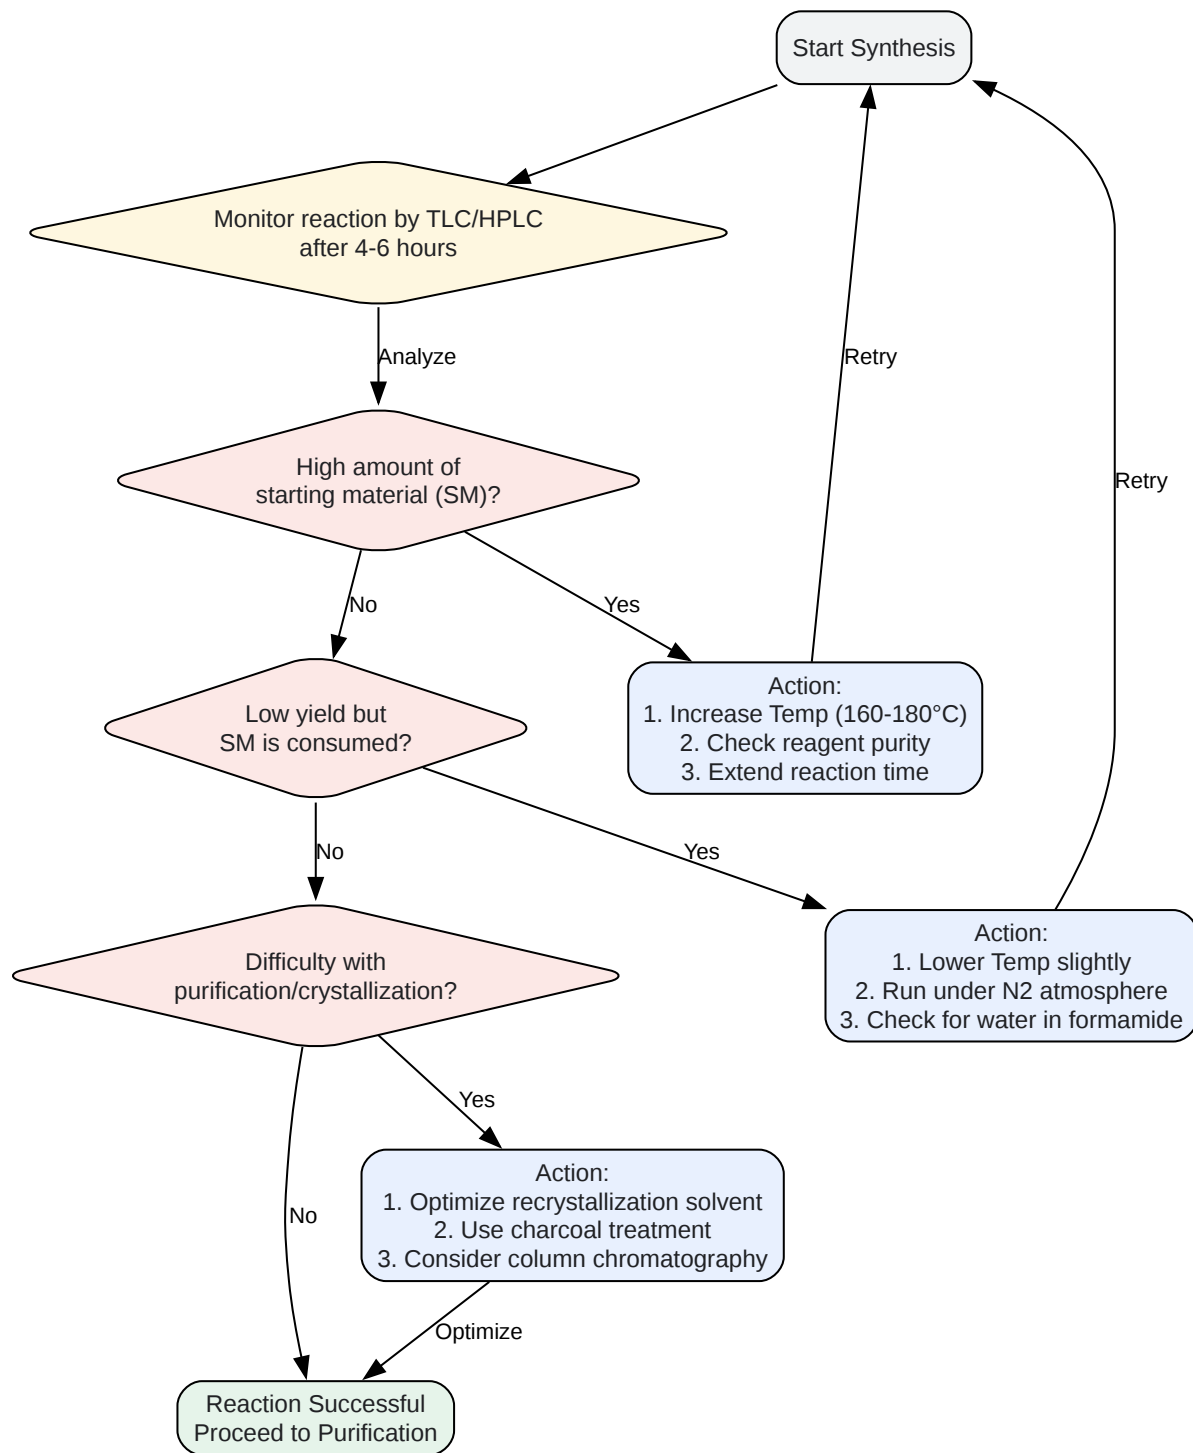 Start Synthesis
Monitor reaction by TLC/HPLC
after 4-6 hours
Analyze
Retry
High amount of
starting material (SM)?
Retry
No
Yes
Action:
1. Increase Temp (160-180°C)
2. Check reagent purity
3. Extend reaction time
Low yield but
SM is consumed?
No
Yes
Action:
1. Lower Temp slightly
2. Run under N2 atmosphere
3. Check for water in formamide
Difficulty with
purification/crystallization?
Yes
No
Action:
1. Optimize recrystallization solvent
2. Use charcoal treatment
3. Consider column chromatography
Optimize
Reaction Successful
Proceed to Purification